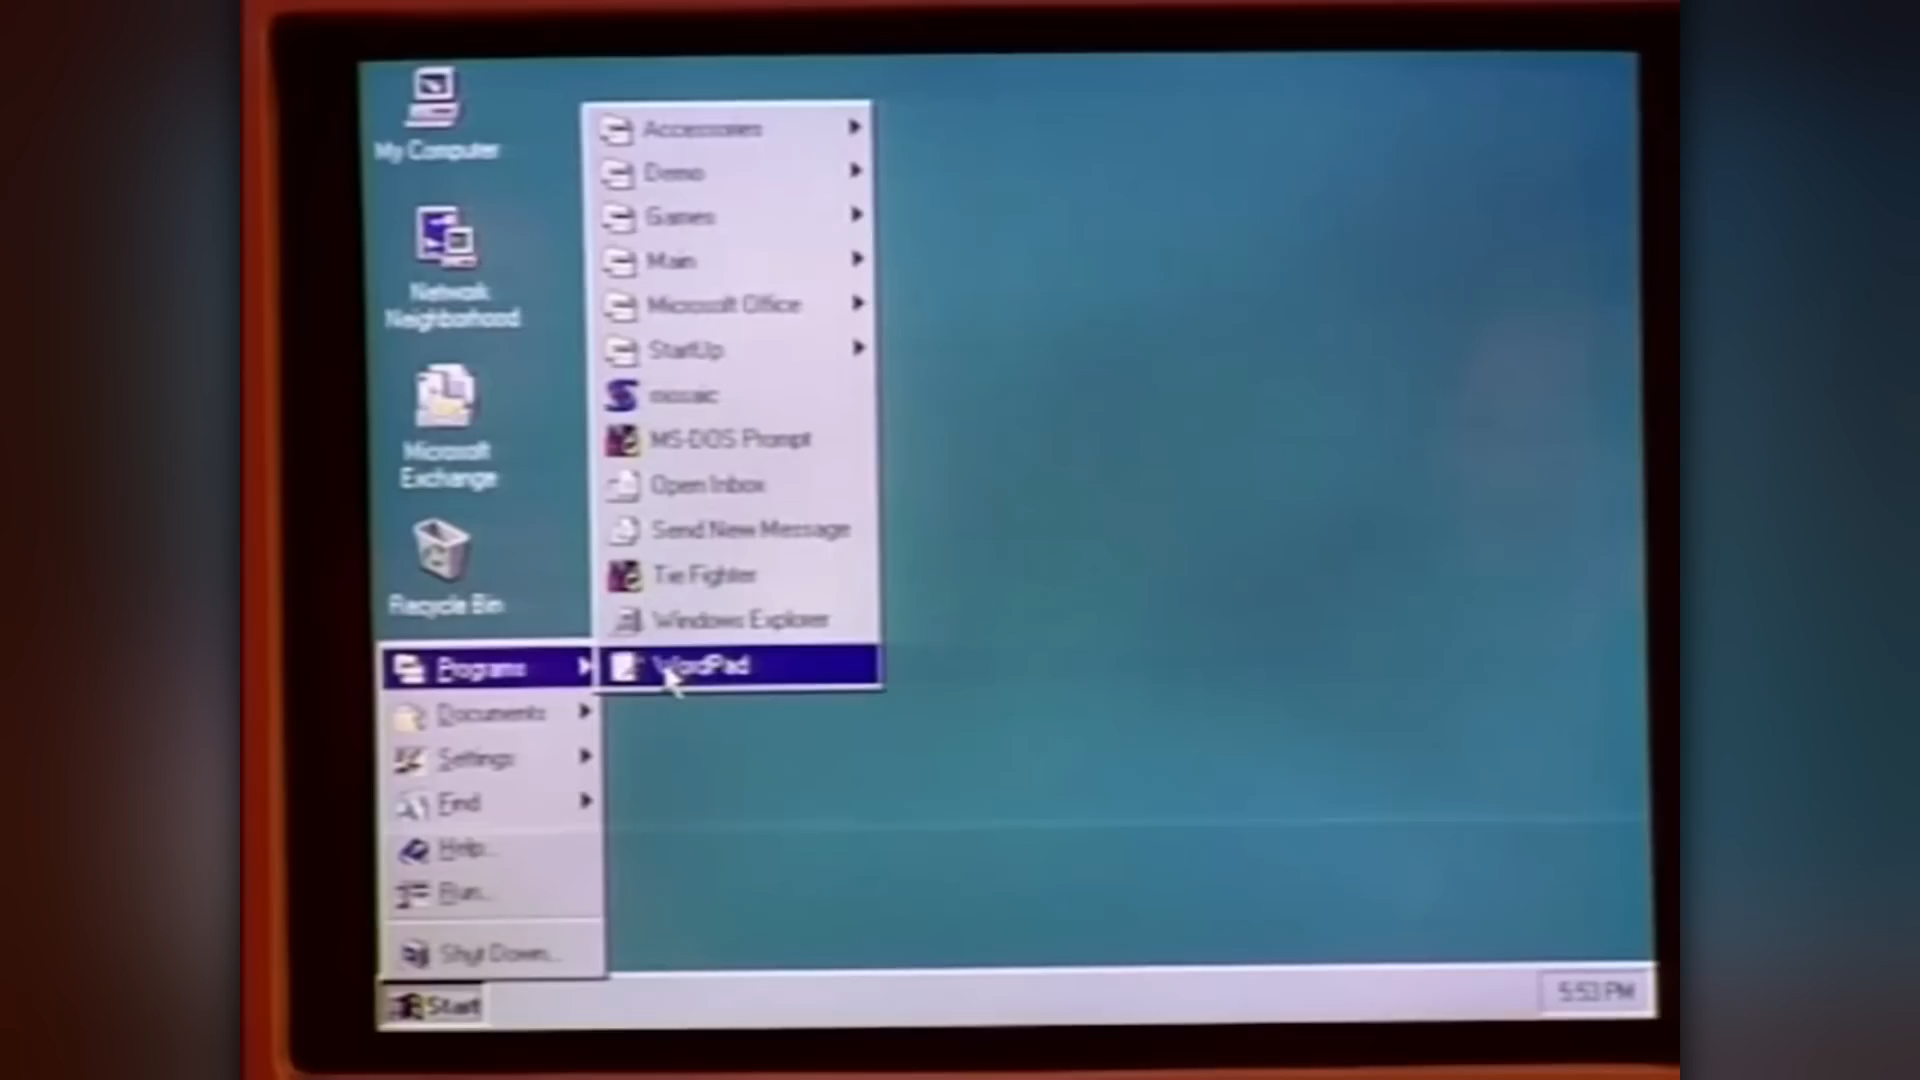 My Computer
Network
Neighborhood
Microsoft
Exchange
Recycle Bin
Accessories
Demo
Games
Main
Microsoft Office
StartUp
mosaic
MS-DOS Prompt
Open Inbox
Send New Message
Tie Fighter
Windows Explorer
WordPad
Programs
Documents
Settings
Find
Help...
Run...
Shut Down...
Start
5:53 PM